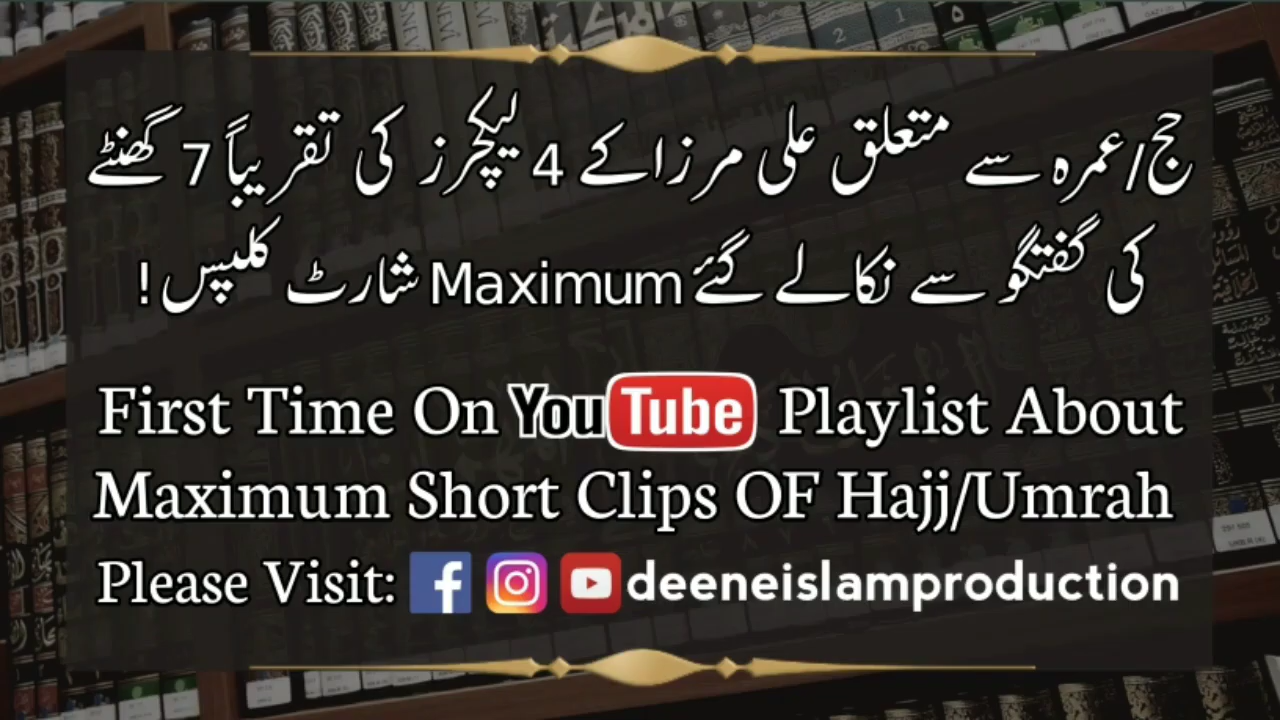 حج/عمرہ سے متعلق علی مرزا کے 4 لیکچرز کی تقریباً 7 گھنٹے
کی گفتگو سے نکالے گئے Maximum شارٹ کلپس !
First Time On YouTube Playlist About
Maximum Short Clips OF Hajj/Umrah
Please Visit: deeneislamproduction